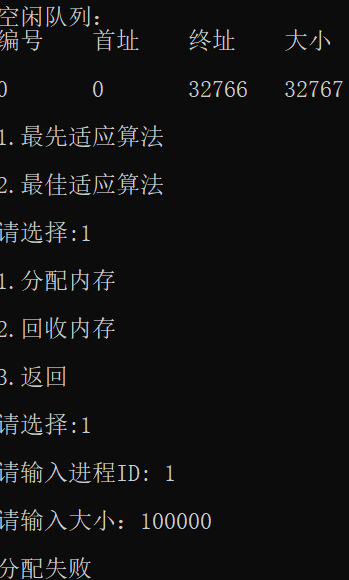 空闲队列:
编号 首址 终址 大小
0 0 32766 32767
1.最先适应算法
2.最佳适应算法
请选择:1
1.分配内存
2.回收内存
3.返回
请选择:1
请输入进程ID: 1
请输入大小: 100000
分配失败